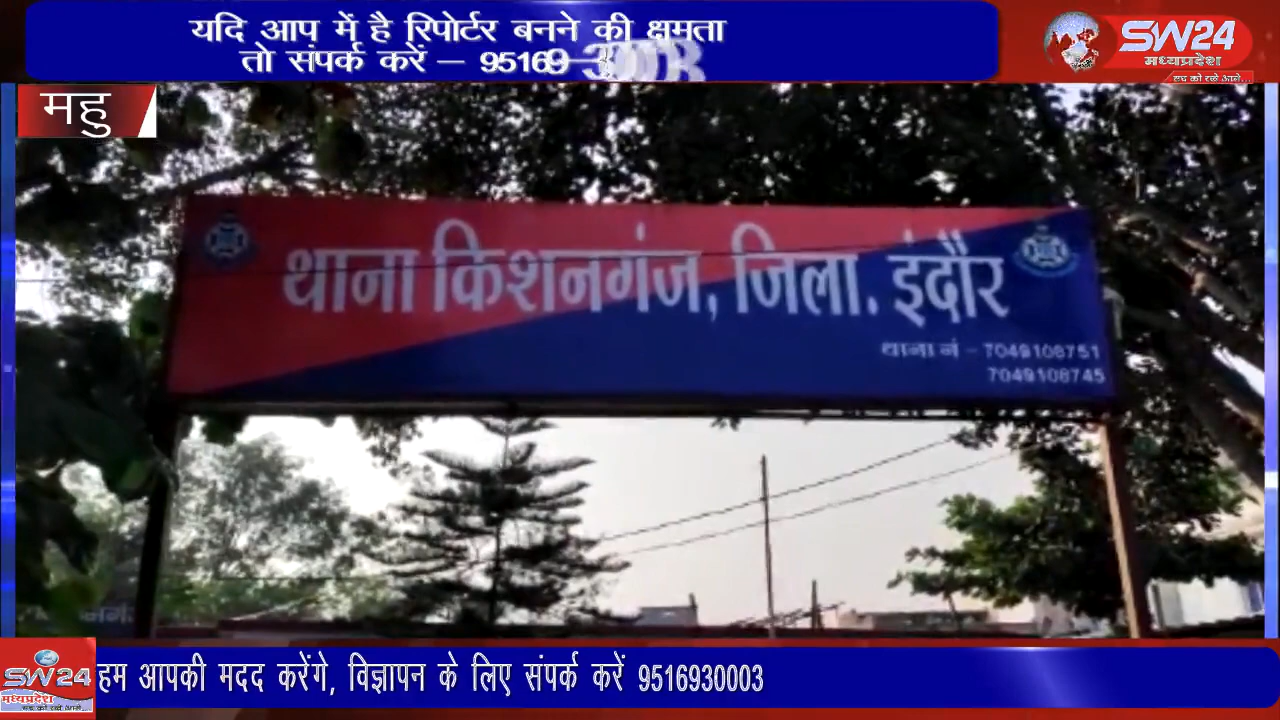 यदि आप में है रिपोर्टर बनने की क्षमता
तो संपर्क करें – 95169
SW24
मध्यप्रदेश
महु
थाना किशनगंज, जिला. इंदौर
थाना नं – 7049108751
7049108745
SW24
मध्यप्रदेश
हम आपकी मदद करेंगे, विज्ञापन के लिए संपर्क करें 9516930003